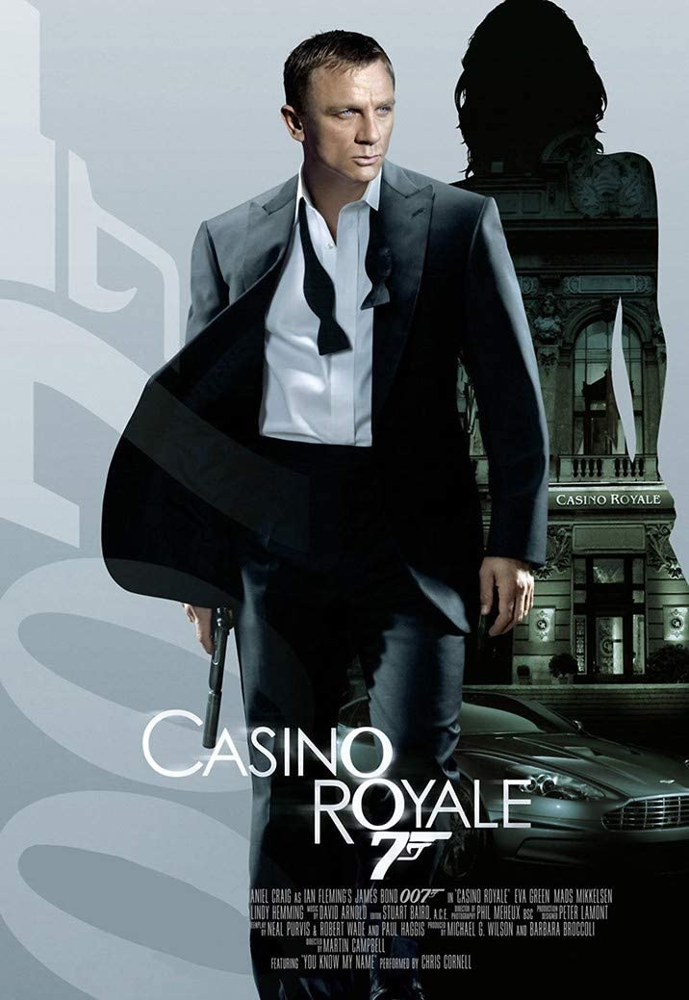 007
CASINO ROYALE
CASINO
ROYALE
007
ANIEL CRAIG AS IAN FLEMING'S JAMES BOND 007 IN "CASINO ROYALE" EVA GREEN MADS MIKKELSEN
LINDY HEMMING MUSIC BY DAVID ARNOLD EDITOR STUART BAIRD, A.C.E. DIRECTOR OF PHOTOGRAPHY PHIL MEHEUX BSC PRODUCTION DESIGNER PETER LAMONT
BY NEAL PURVIS & ROBERT WADE AND PAUL HAGGIS PRODUCED BY MICHAEL G. WILSON AND BARBARA BROCCOLI
DIRECTED BY MARTIN CAMPBELL
FEATURING "YOU KNOW MY NAME" PERFORMED BY CHRIS CORNELL